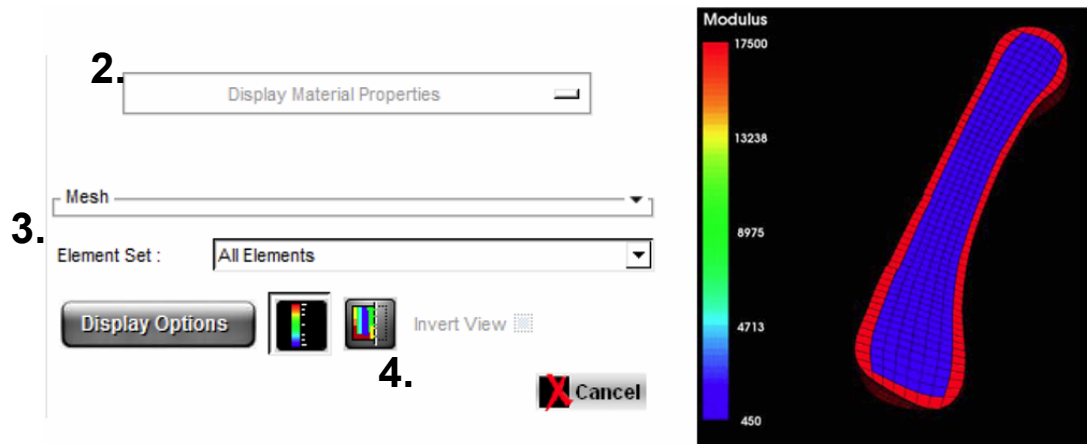 2.
Display Material Properties
Mesh
3.
Element Set :
All Elements
Display Options
Invert View
4.
Cancel
Modulus
17500
13238
8975
4713
450